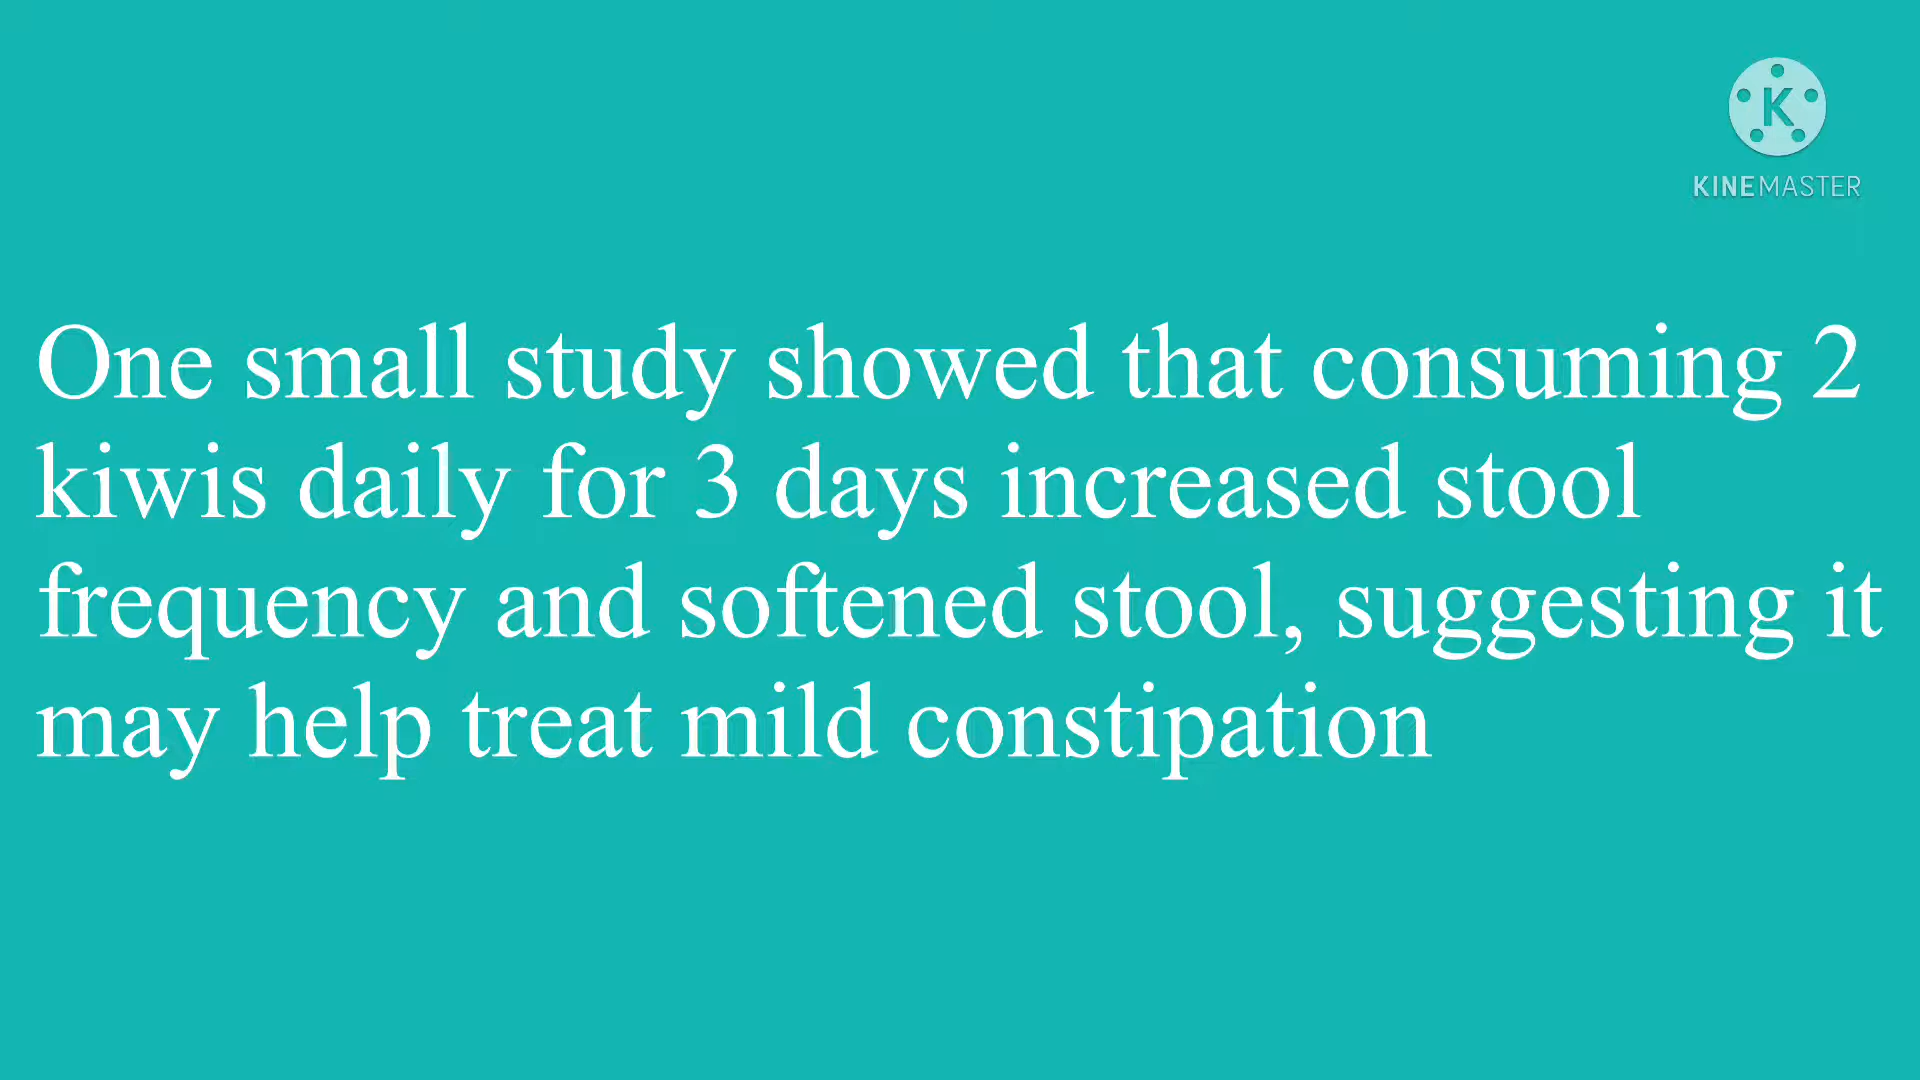 K
KINEMASTER
One small study showed that consuming 2
kiwis daily for 3 days increased stool
frequency and softened stool, suggesting it
may help treat mild constipation